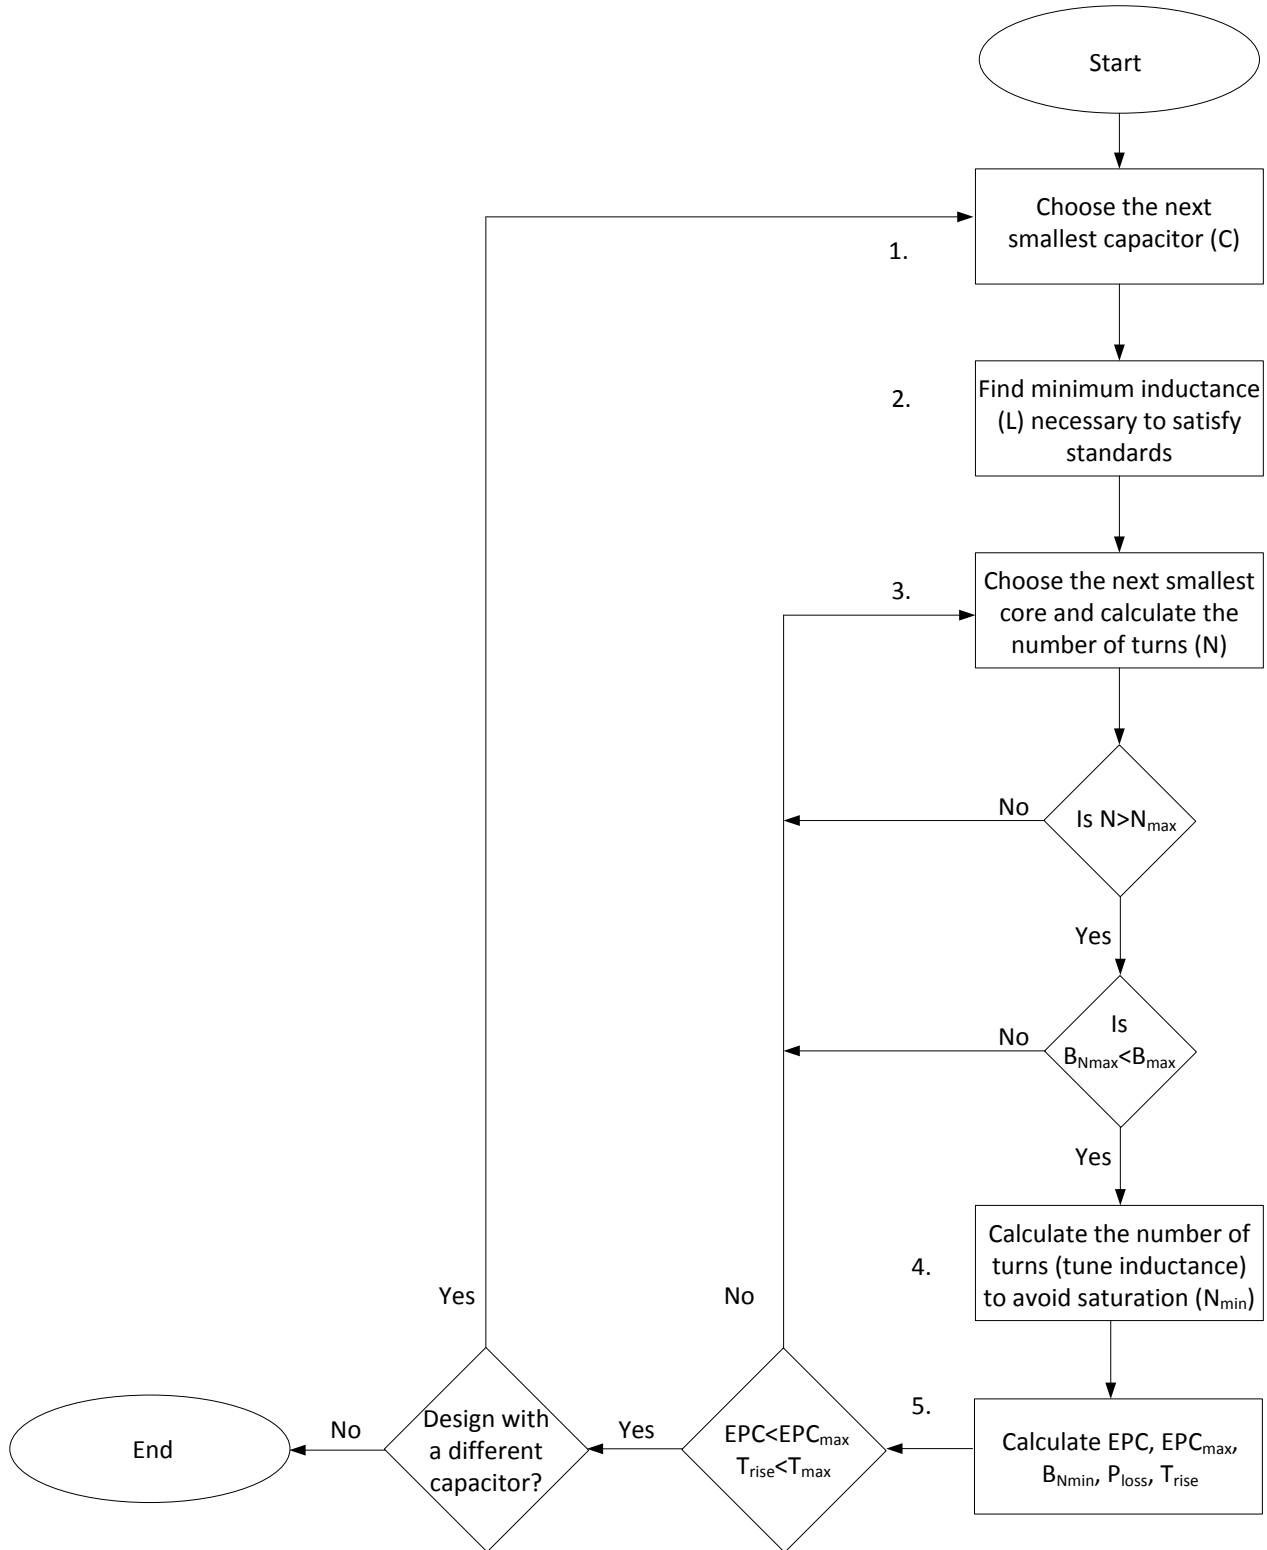 Start
Choose the next
smallest capacitor (C)
1.
2.
Find minimum inductance
(L) necessary to satisfy
standards
3.
Choose the next smallest
core and calculate the
number of turns (N)
No
Is N>Nmax
Yes
No
Is
BNmax<Bmax
Yes
4.
Calculate the number of
turns (tune inductance)
to avoid saturation (Nmin)
Yes
No
5.
Calculate EPC, EPCmax,
BNmin, Ploss, Trise
EPC<EPCmax
Trise<Tmax
Yes
Design with
a different
capacitor?
No
End